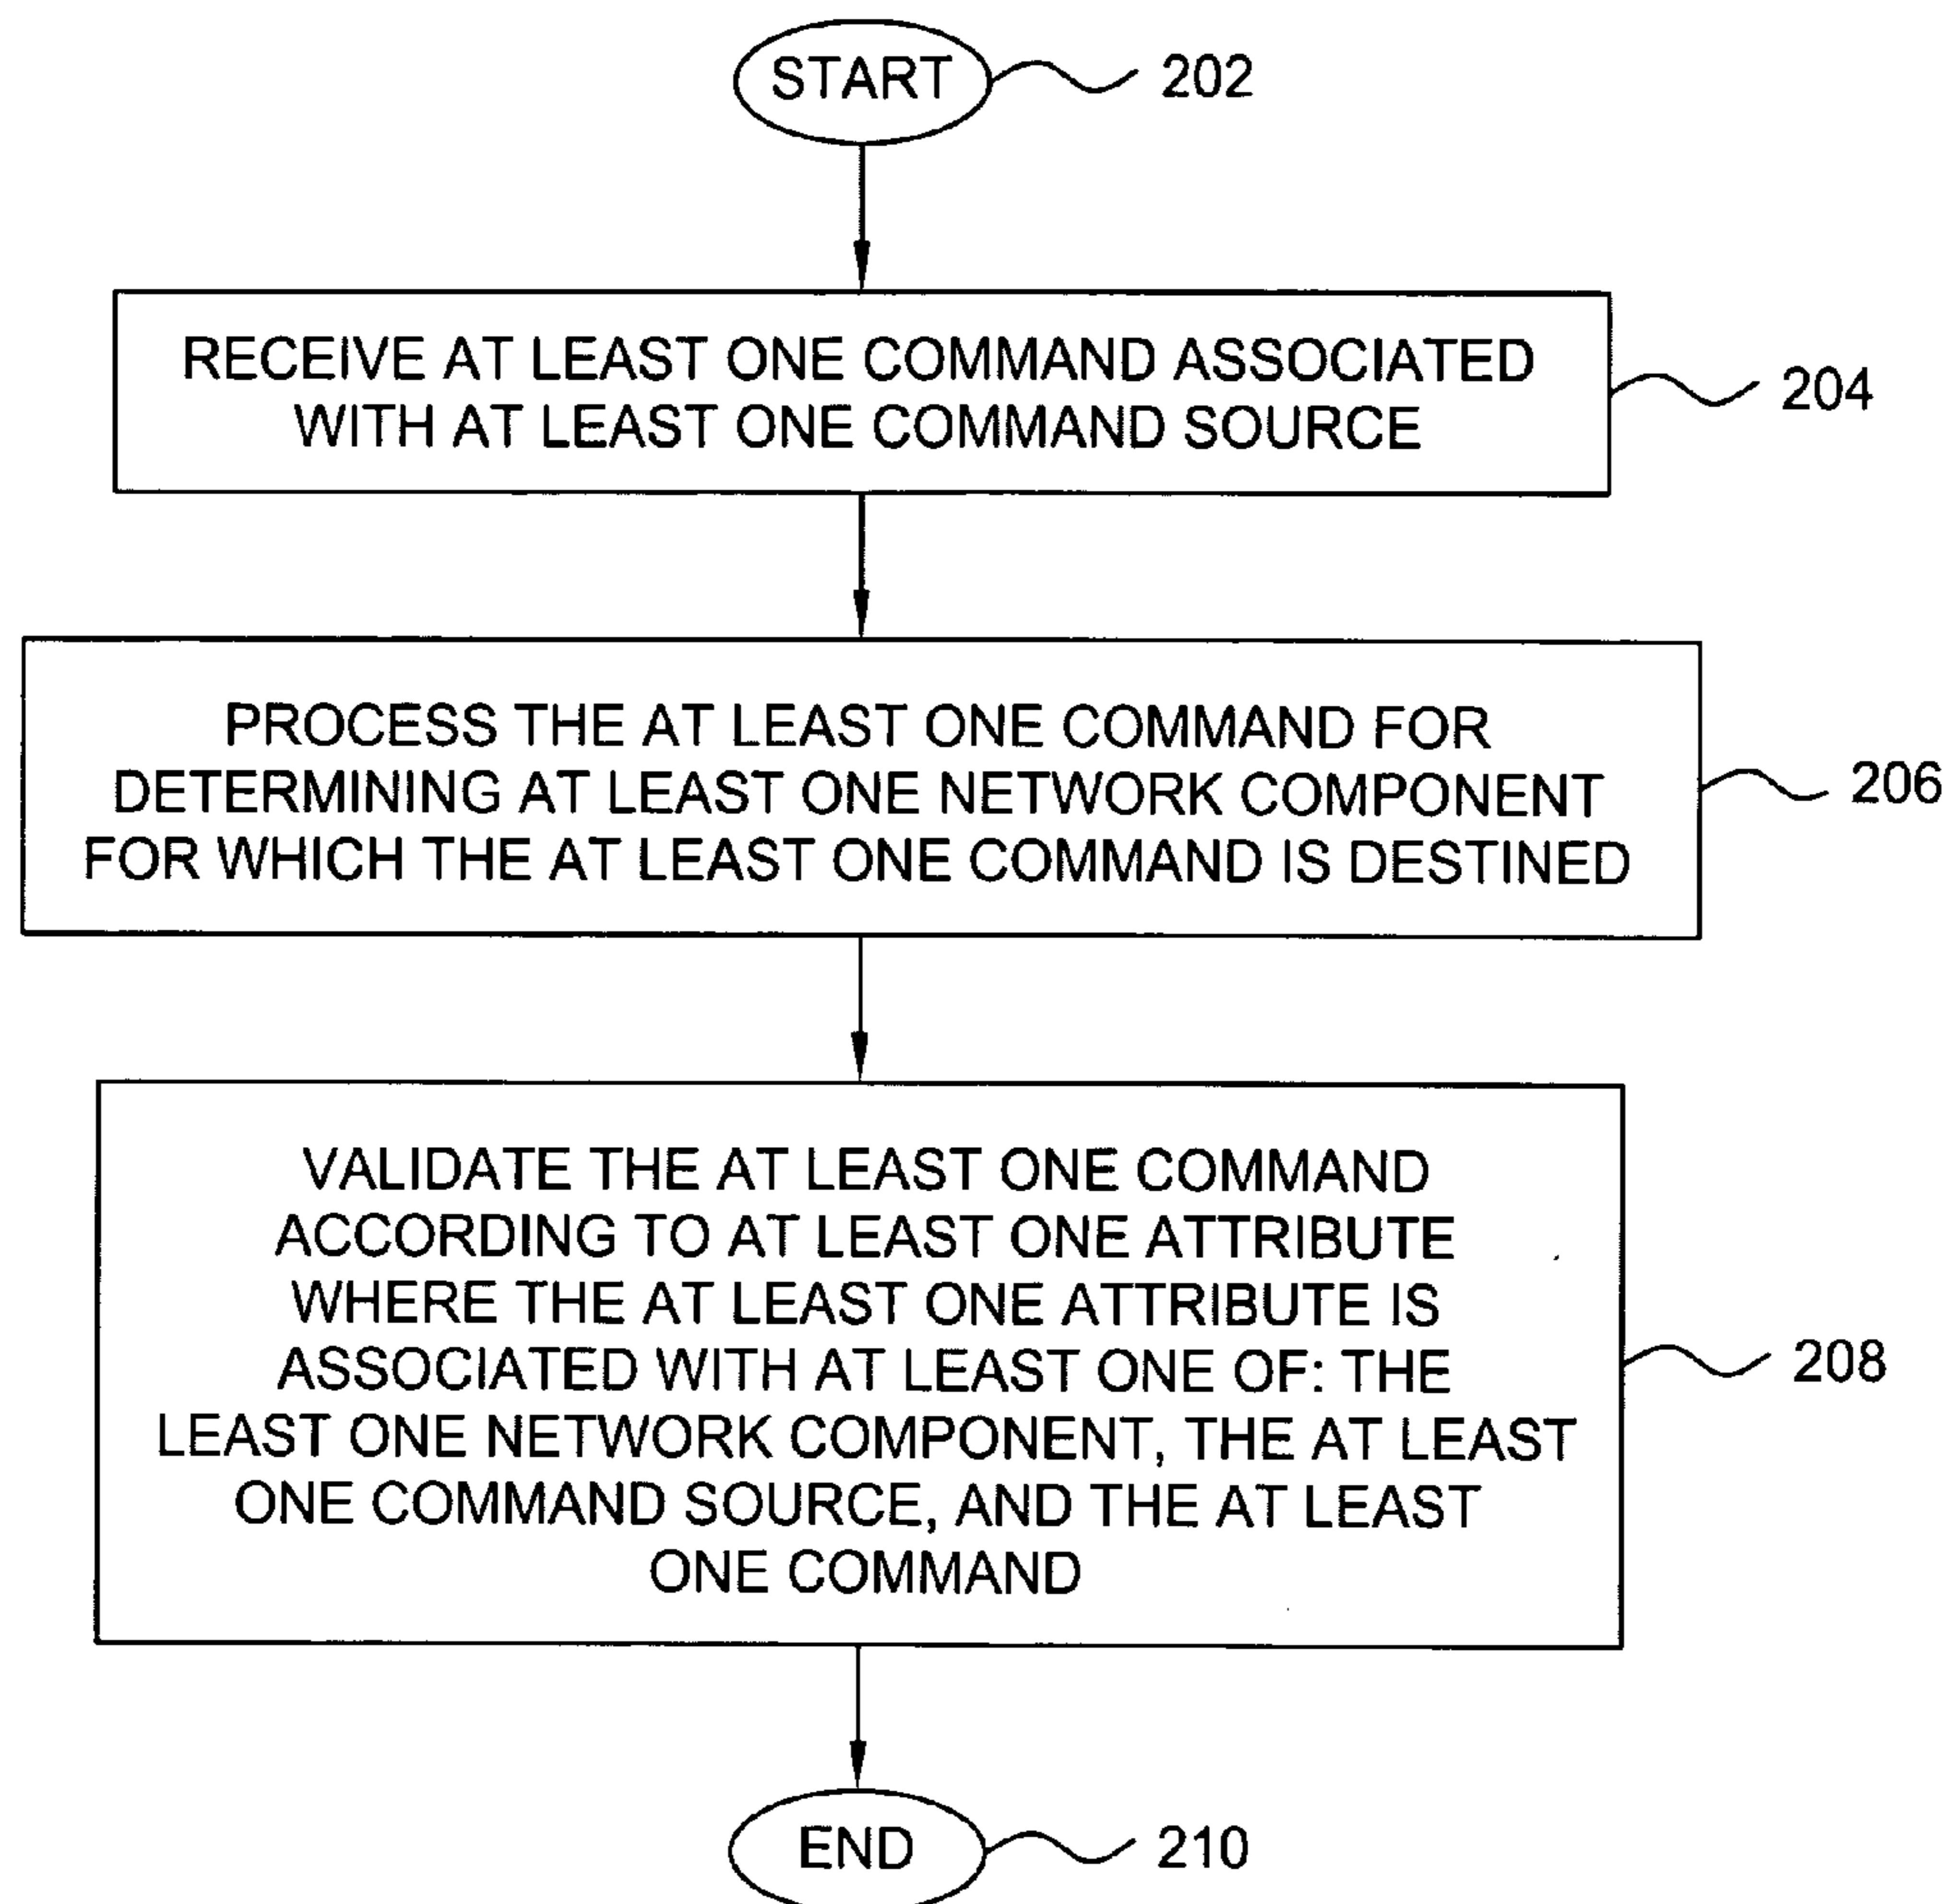 START
202
RECEIVE AT LEAST ONE COMMAND ASSOCIATED
WITH AT LEAST ONE COMMAND SOURCE
204
PROCESS THE AT LEAST ONE COMMAND FOR
DETERMINING AT LEAST ONE NETWORK COMPONENT
FOR WHICH THE AT LEAST ONE COMMAND IS DESTINED
206
VALIDATE THE AT LEAST ONE COMMAND
ACCORDING TO AT LEAST ONE ATTRIBUTE
WHERE THE AT LEAST ONE ATTRIBUTE IS
ASSOCIATED WITH AT LEAST ONE OF: THE
LEAST ONE NETWORK COMPONENT, THE AT LEAST
ONE COMMAND SOURCE, AND THE AT LEAST
ONE COMMAND
208
END
210